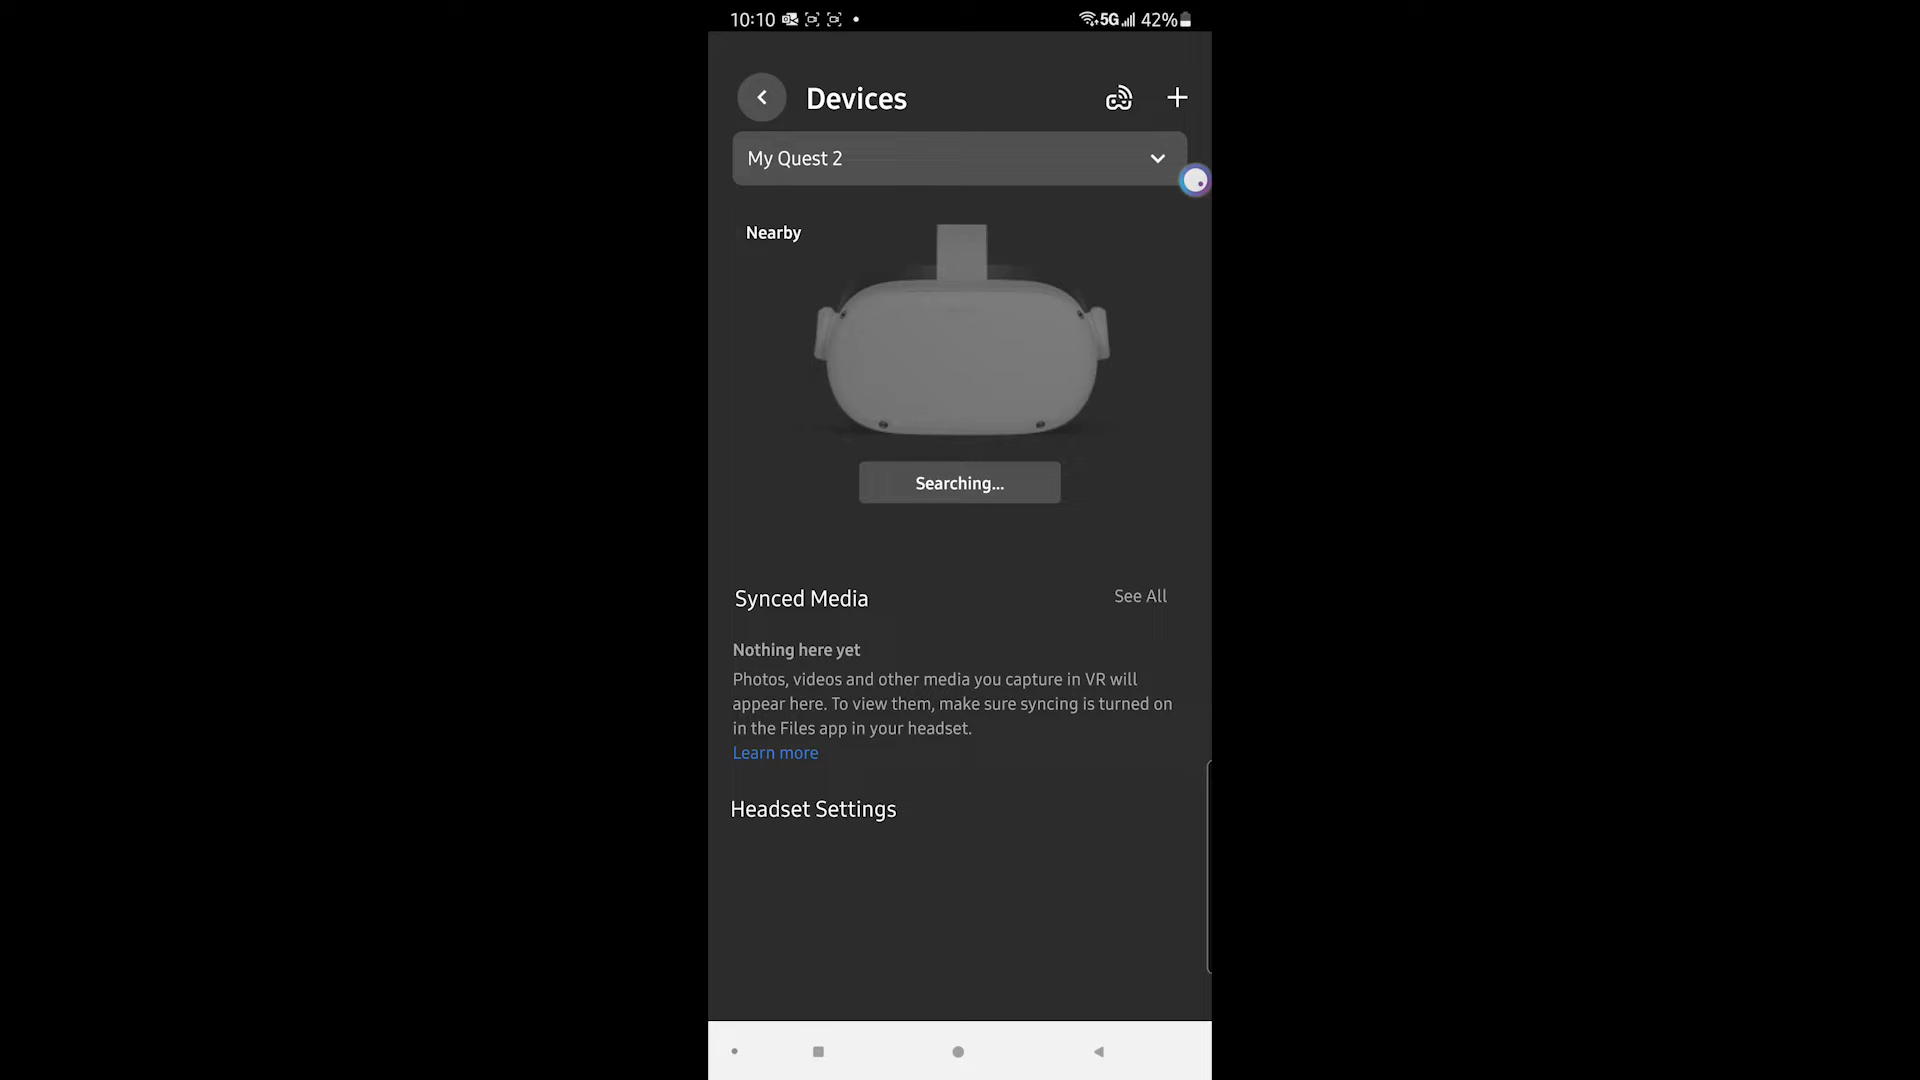 10:10 5G 42%
Devices
My Quest 2
Nearby
Searching...
Synced Media See All
Nothing here yet
Photos, videos and other media you capture in VR will
appear here. To view them, make sure syncing is turned on
in the Files app in your headset.
Learn more
Headset Settings